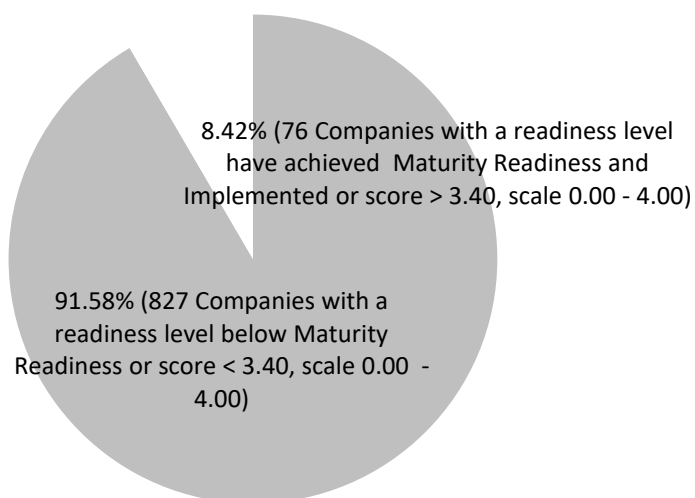 8.42% (76 Companies with a readiness level
have achieved  Maturity Readiness and
Implemented or score > 3.40, scale 0.00 - 4.00)
91.58% (827 Companies with a
readiness level below Maturity
Readiness or score < 3.40, scale 0.00  -
4.00)